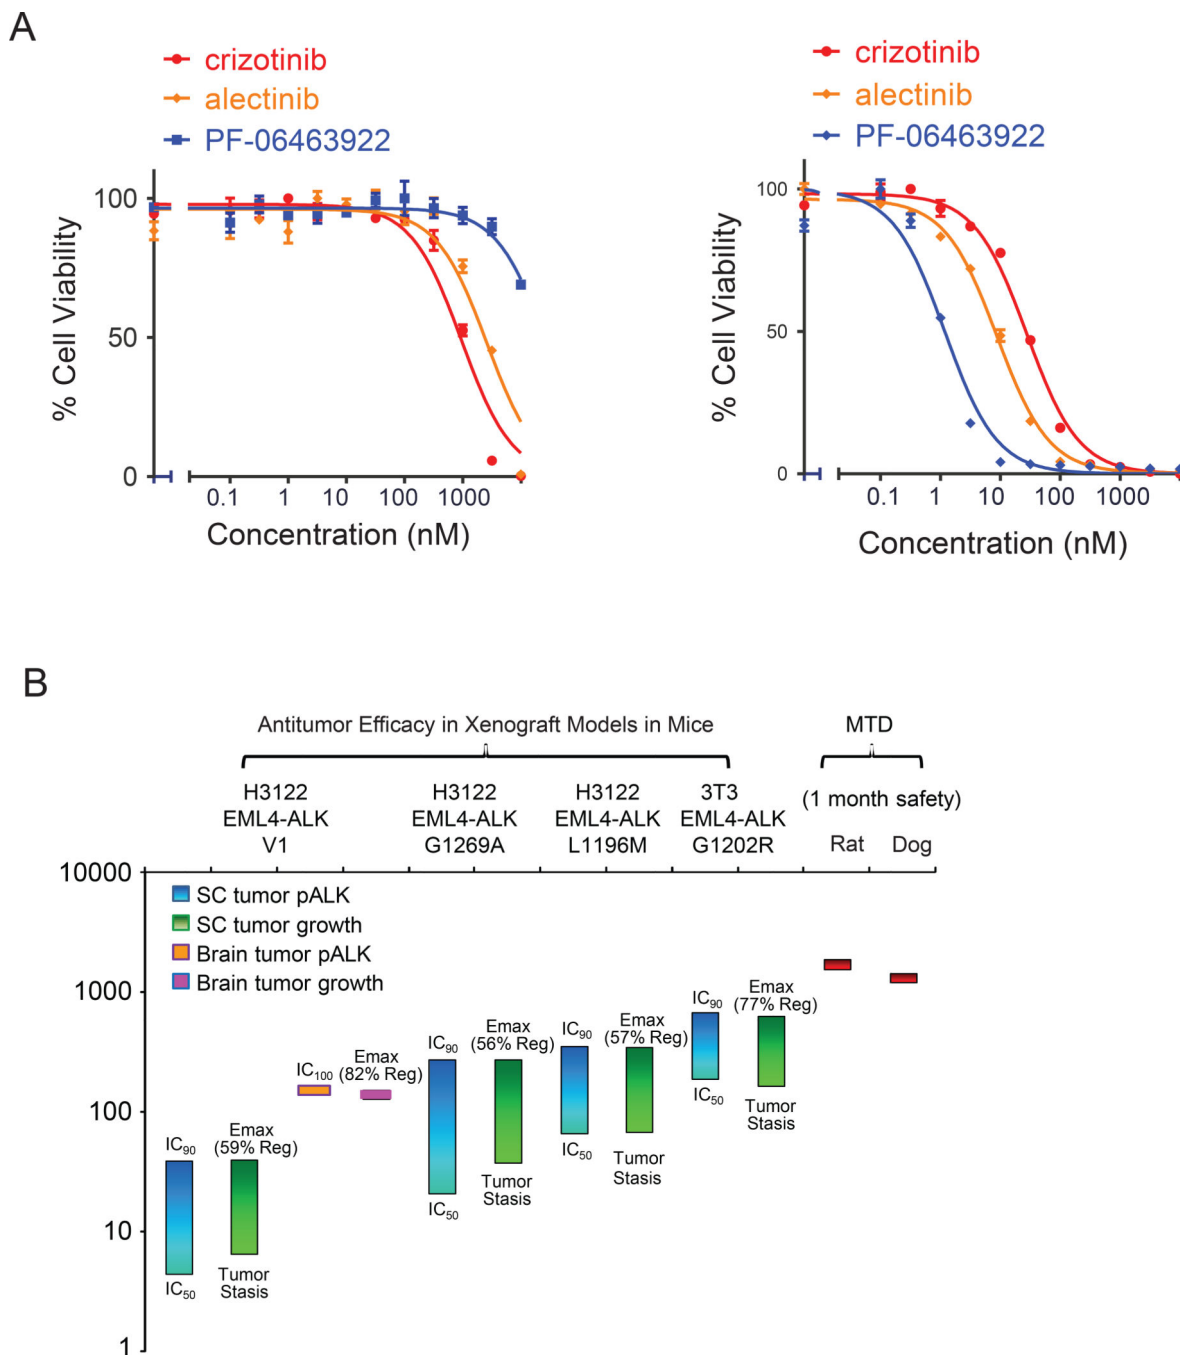 A
crizotinib
alectinib
PF-06463922
100
50
0
% Cell Viability
0.1 1 10 100 1000
Concentration (nM)
crizotinib
alectinib
PF-06463922
100
50
0
% Cell Viability
0.1 1 10 100 1000
Concentration (nM)
B
Antitumor Efficacy in Xenograft Models in Mice
MTD
H3122
EML4-ALK
V1
H3122
EML4-ALK
G1269A
H3122
EML4-ALK
L1196M
3T3
EML4-ALK
G1202R
(1 month safety)
Rat Dog
10000
1000
100
10
1
SC tumor pALK
SC tumor growth
Brain tumor pALK
Brain tumor growth
IC90
IC50
Emax
(59% Reg)
Tumor
Stasis
IC100
Emax
(82% Reg)
IC90
IC50
Emax
(56% Reg)
Tumor
Stasis
IC90
IC50
Emax
(57% Reg)
Tumor
Stasis
IC90
IC50
Emax
(77% Reg)
Tumor
Stasis